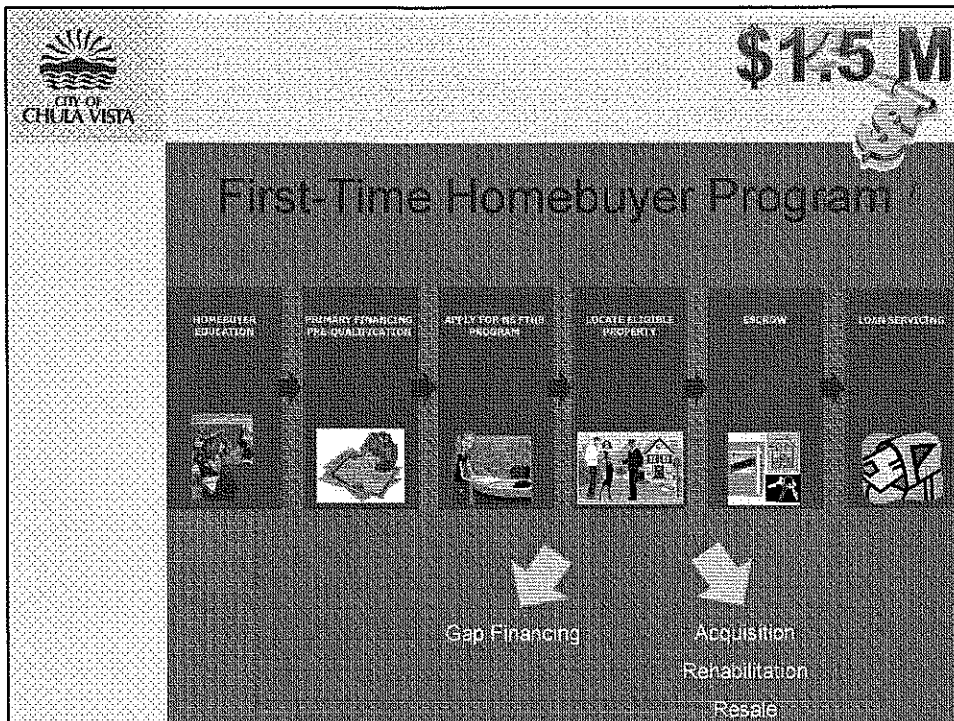 CITY OF
CHULA VISTA
$1.5 M
First-Time Homebuyer Program
HOMEBUYER
EDUCATION
PRIMARY FINANCING
PRE-QUALIFICATION
APPLY FOR NS FTHB
PROGRAM
LOCATE ELIGIBLE
PROPERTY
ESCROW
LOAN SERVICING
Gap Financing
Acquisition
Rehabilitation
Resale